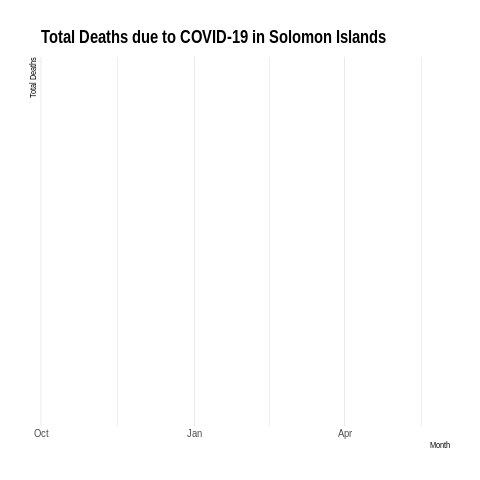 Total Deaths due to COVID-19 in Solomon Islands
Total Deaths
Oct Jan Apr
Month